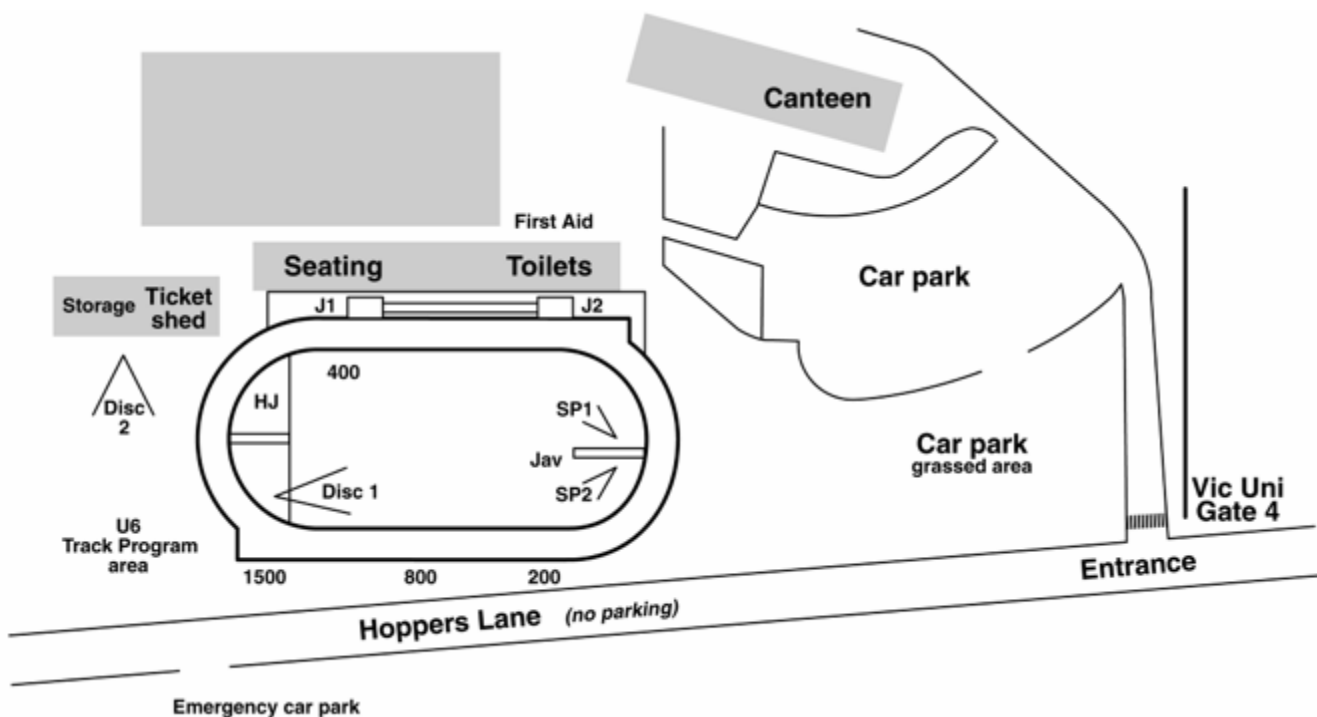 Canteen
First Aid
Seating
Toilets
Car park
Storage
Ticket
shed
J1
J2
400
Disc
2
HJ
SP1
Jav
SP2
Disc 1
Car park
grassed area
Vic Uni
Gate 4
U6
Track Program
area
1500
800
200
Entrance
Hoppers Lane (no parking)
Emergency car park